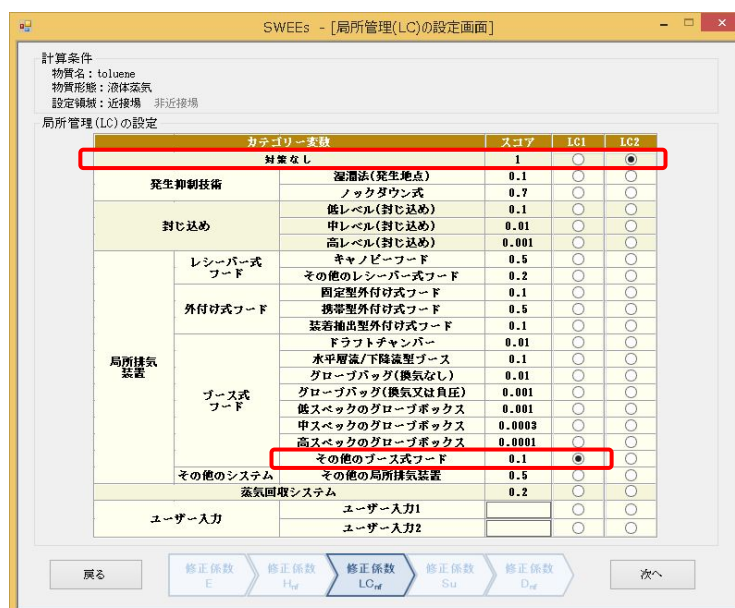 SWEEs - [局所管理(LC)の設定画面]
計算条件
物質名：toluene
物質形態：液体蒸気
設定領域：近接場 非近接場
局所管理(LC)の設定
カテゴリー変数 スコア LC1 LC2
対策なし 1
発生抑制技術 湿潤法(発生地点) 0.1
ノックダウン式 0.7
封じ込め 低レベル(封じ込め) 0.1
中レベル(封じ込め) 0.01
高レベル(封じ込め) 0.001
局所排気装置 レシーバー式フード キャノピーフード 0.5
その他のレシーバー式フード 0.2
外付け式フード 固定型外付け式フード 0.1
携帯型外付け式フード 0.5
装着抽出型外付け式フード 0.1
ブース式フード ドラフトチャンバー 0.01
水平層流/下降流型ブース 0.1
グローブバッグ(換気なし) 0.01
グローブバッグ(換気又は負圧) 0.001
低スペックのグローブボックス 0.001
中スペックのグローブボックス 0.0003
高スペックのグローブボックス 0.0001
その他のブース式フード 0.1
その他のシステム その他の局所排気装置 0.5
蒸気回収システム 0.2
ユーザー入力 ユーザー入力1
ユーザー入力2
戻る 修正係数 E 修正係数 Hnf 修正係数 LCnf 修正係数 Su 修正係数 Dnf 次へ